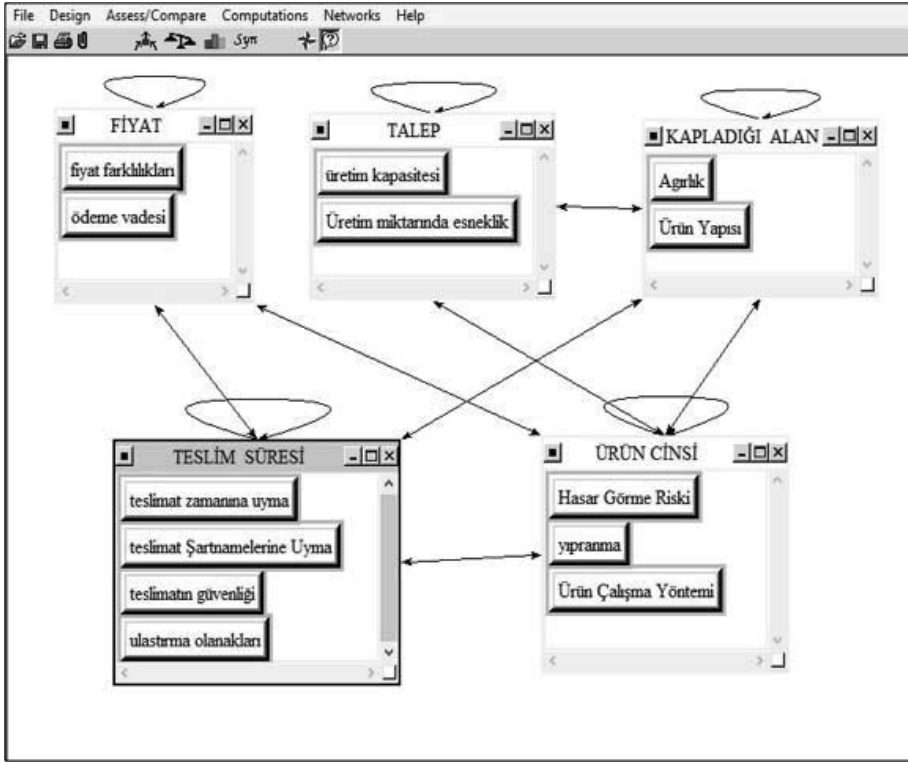 File Design Assess/Compare Computations Networks Help
Syn
FİYAT
fiyat farklılıkları
ödeme vadesi
TALEP
üretim kapasitesi
Üretim miktarında esneklik
KAPLADIĞI ALAN
Agırlık
Ürün Yapısı
TESLİM SÜRESİ
teslimat zamanına uyma
teslimat Şartnamelerine Uyma
teslimatın güvenliği
ulastırma olanakları
ÜRÜN CİNSİ
Hasar Görme Riski
yıpranma
Ürün Çalışma Yöntemi